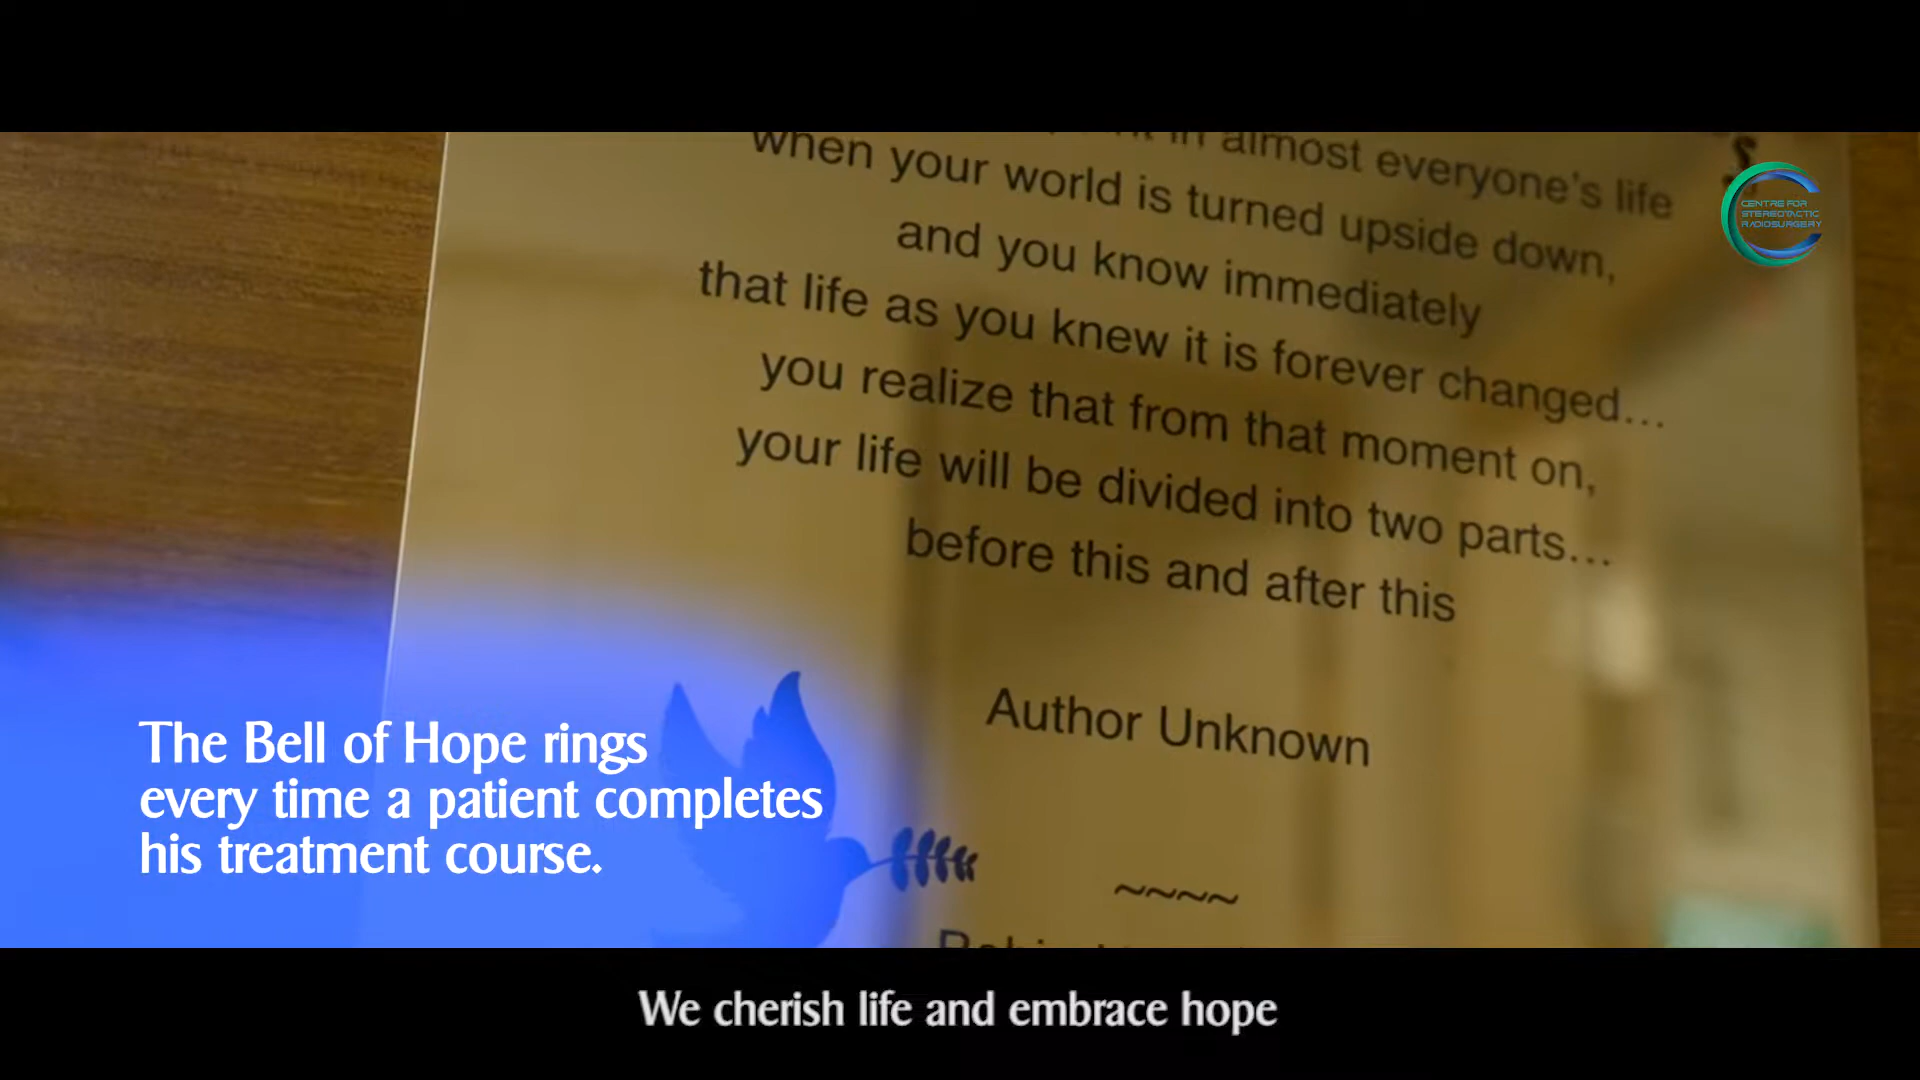 in almost everyone's life
when your world is turned upside down,
and you know immediately
that life as you knew it is forever changed...
you realize that from that moment on,
your life will be divided into two parts...
before this and after this
Author Unknown
~~~~
CENTRE FOR
STEREOTACTIC
RADIOSURGERY
The Bell of Hope rings
every time a patient completes
his treatment course.
We cherish life and embrace hope